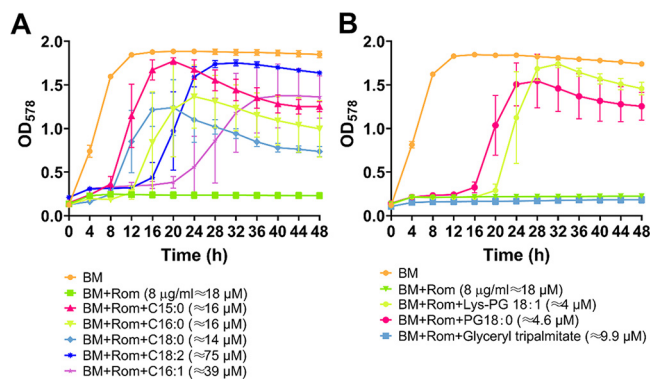 A
OD578
2.0
1.5
1.0
0.5
0.0
0 4 8 12 16 20 24 28 32 36 40 44 48
Time (h)
BM
BM+Rom (8 µg/ml≈18 µM)
BM+Rom+C15:0 (≈16 µM)
BM+Rom+C16:0 (≈16 µM)
BM+Rom+C18:0 (≈14 µM)
BM+Rom+C18:2 (≈75 µM)
BM+Rom+C16:1 (≈39 µM)
B
OD578
2.0
1.5
1.0
0.5
0.0
0 4 8 12 16 20 24 28 32 36 40 44 48
Time (h)
BM
BM+Rom (8 µg/ml≈18 µM)
BM+Rom+Lys-PG 18:1 (≈4 µM)
BM+Rom+PG18:0 (≈4.6 µM)
BM+Rom+Glyceryl tripalmitate (≈9.9 µM)